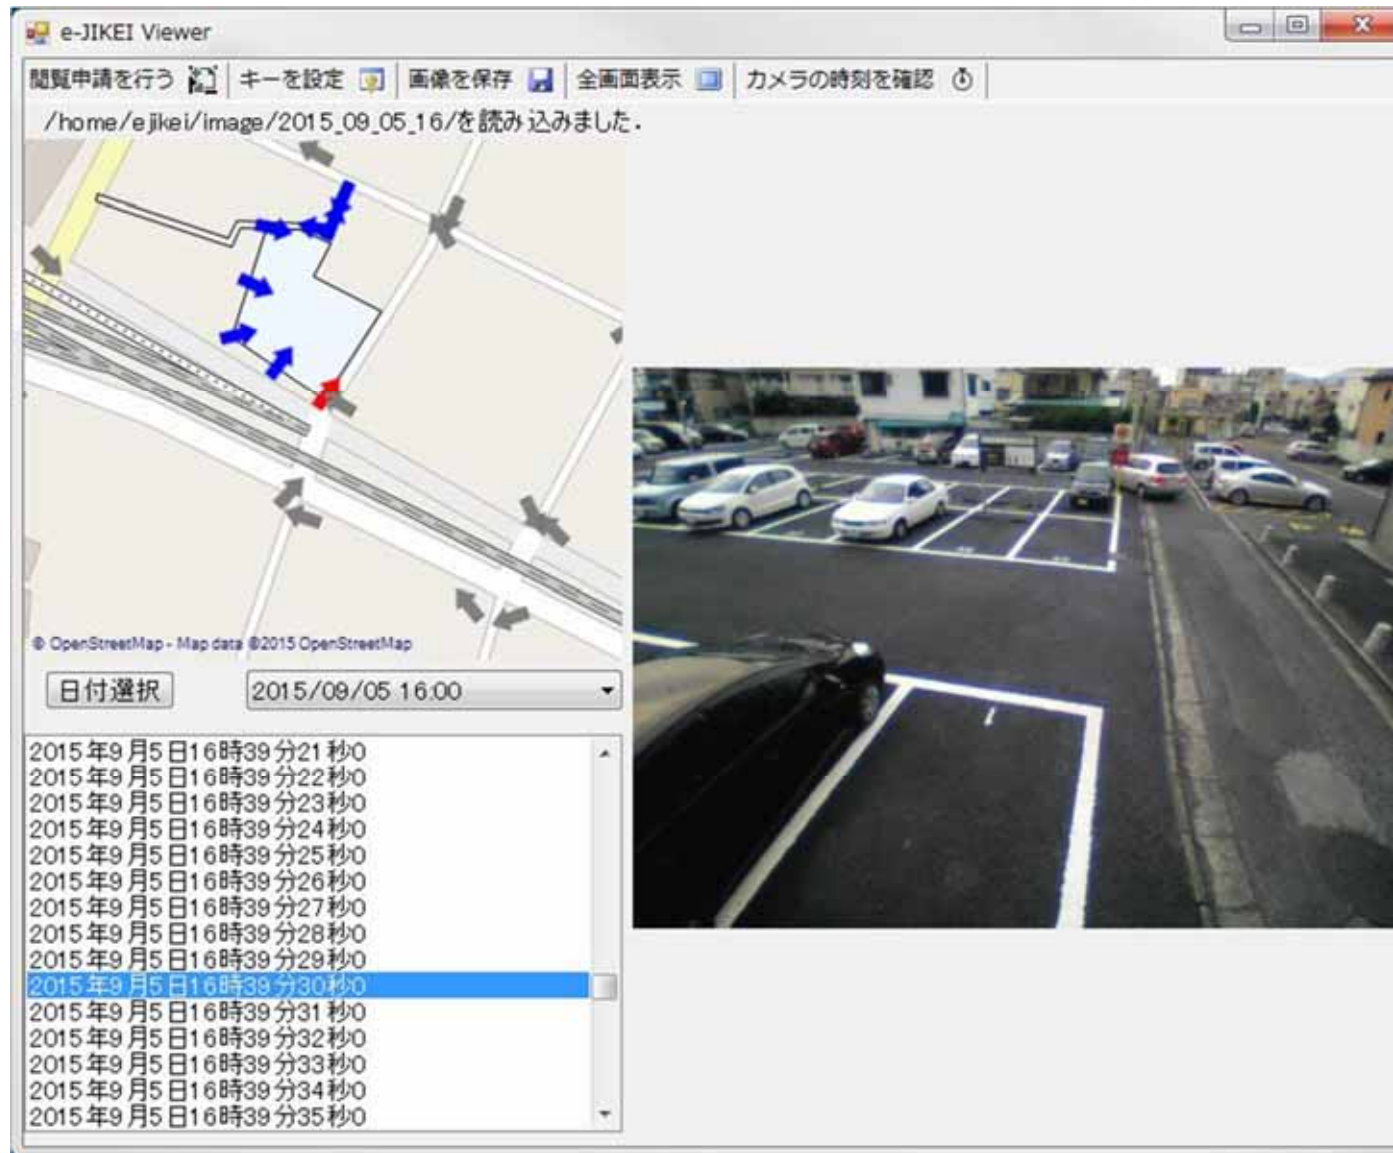 e-JIKEI Viewer
閲覧申請を行う キーを設定 画像を保存 全画面表示 カメラの時刻を確認
/home/ejikei/image/2015_09_05_16/を読み込みました.
© OpenStreetMap - Map data ©2015 OpenStreetMap
日付選択 2015/09/05 16:00
2015年9月5日16時39分21秒0
2015年9月5日16時39分22秒0
2015年9月5日16時39分23秒0
2015年9月5日16時39分24秒0
2015年9月5日16時39分25秒0
2015年9月5日16時39分26秒0
2015年9月5日16時39分27秒0
2015年9月5日16時39分28秒0
2015年9月5日16時39分29秒0
2015年9月5日16時39分30秒0
2015年9月5日16時39分31秒0
2015年9月5日16時39分32秒0
2015年9月5日16時39分33秒0
2015年9月5日16時39分34秒0
2015年9月5日16時39分35秒0